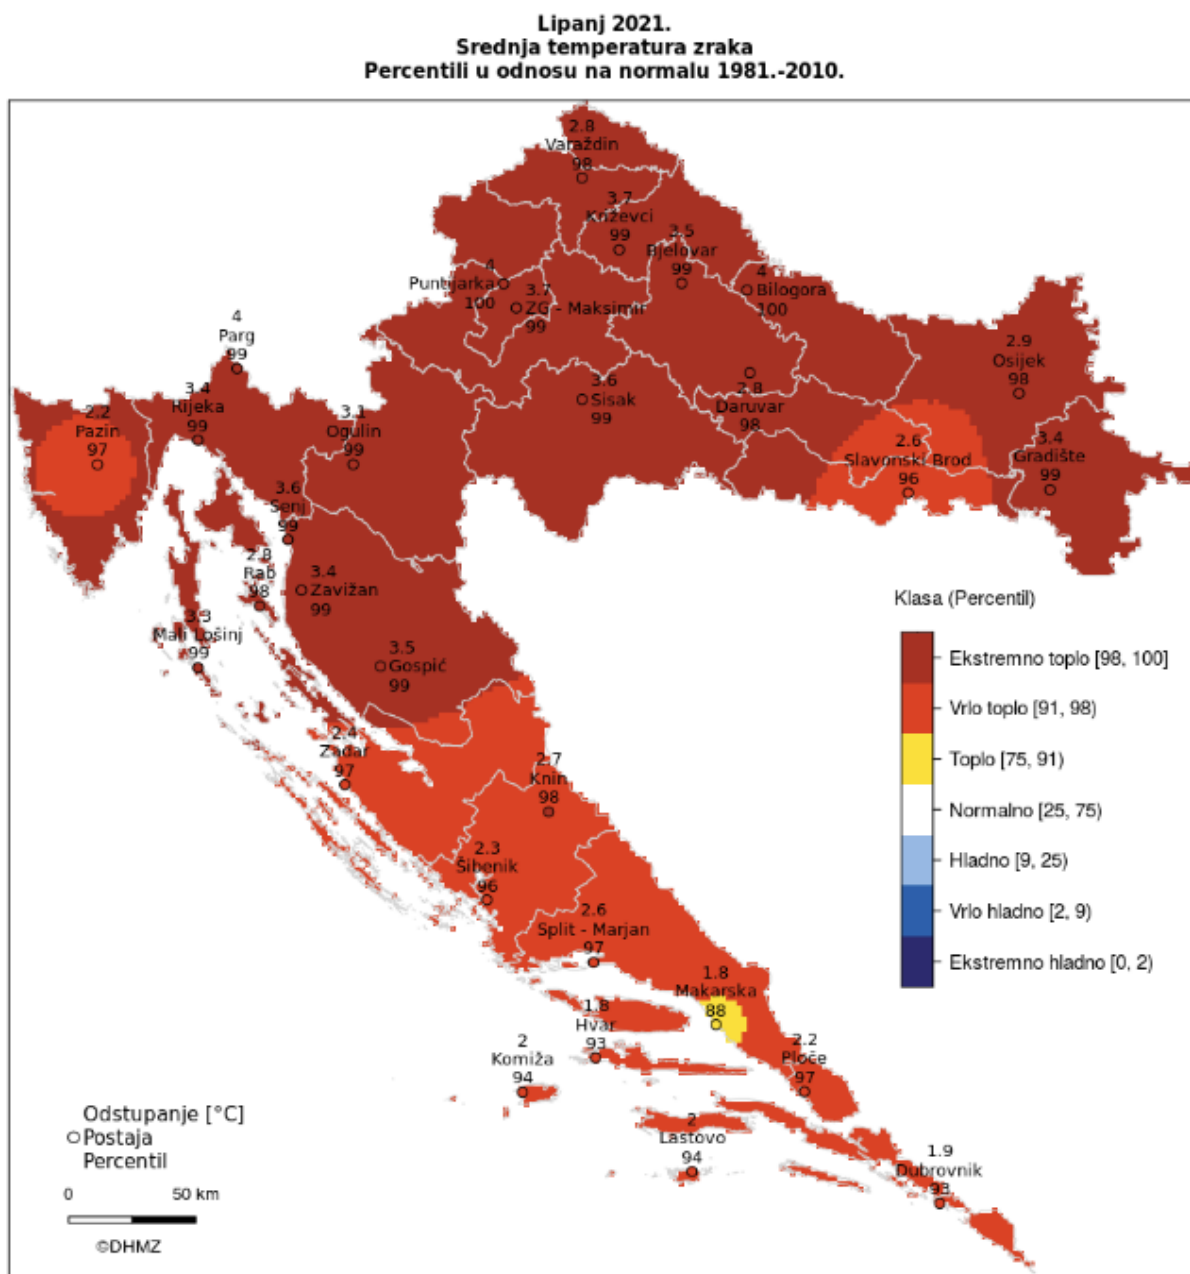 Lipanj 2021.
Srednja temperatura zraka
Percentili u odnosu na normalu 1981.-2010.
2.8
Varaždin
98
3.7
Križevci
99
3.5
Bjelovar
99
4
Puntijarka
100
3.7
ZG - Maksimir
99
4
Bilogora
100
4
Parg
99
2.9
Osijek
98
3.4
Rijeka
99
2.2
Pazin
97
3.1
Ogulin
99
3.6
Sisak
99
2.8
Daruvar
98
2.6
Slavonski Brod
96
3.4
Gradište
99
3.6
Senj
99
2.8
Rab
98
3.4
Zavižan
99
3.3
Mali Lošinj
99
3.5
Gospić
99
2.4
Zadar
97
2.7
Knin
98
2.3
Šibenik
96
2.6
Split - Marjan
97
1.8
Makarska
88
1.8
Hvar
93
2
Komiža
94
2.2
Ploče
97
2
Lastovo
94
1.9
Dubrovnik
93
Klasa (Percentil)
Ekstremno toplo [98, 100]
Vrlo toplo [91, 98)
Toplo [75, 91)
Normalno [25, 75)
Hladno [9, 25)
Vrlo hladno [2, 9)
Ekstremno hladno [0, 2)
Odstupanje [°C]
Postaja
Percentil
0 50 km
©DHMZ